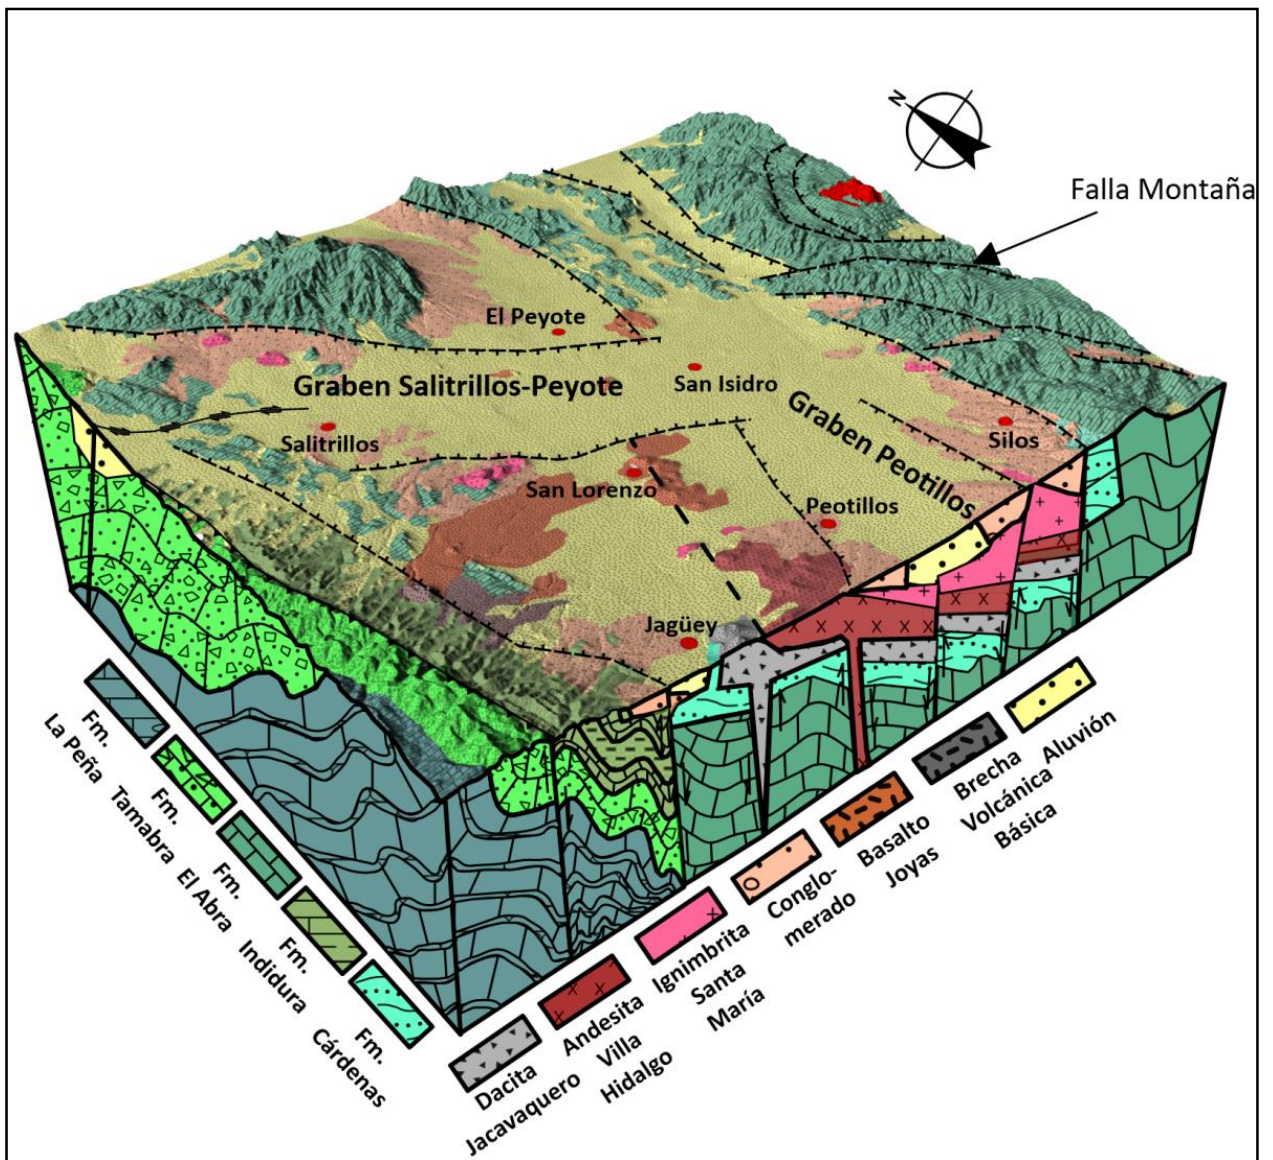 N
Falla Montaña
El Peyote
Graben Salitrillos-Peyote
San Isidro
Graben Peotillos
Salitrillos
Silos
San Lorenzo
Peotillos
Jagüey
Fm.
La Peña
Fm.
Tamabra
Fm.
El Abra
Fm.
Indidura
Fm.
Cárdenas
Dacita
Jacavaquero
Andesita
Villa
Hidalgo
Ignimbrita
Santa
María
Conglo-
merado
Basalto
Joyas
Brecha
Volcánica
Básica
Aluvión